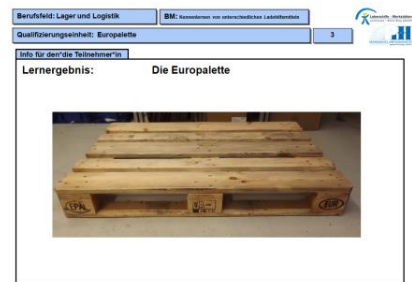 Berufsfeld: Lager und Logistik
BM: Kennenlernen von unterschiedlichen Ladehilfsmitteln
Qualifizierungseinheit: Europalette
3
Info für den*die Teilnehmer*in
Lernergebnis: Die Europalette
EPAL
EUR